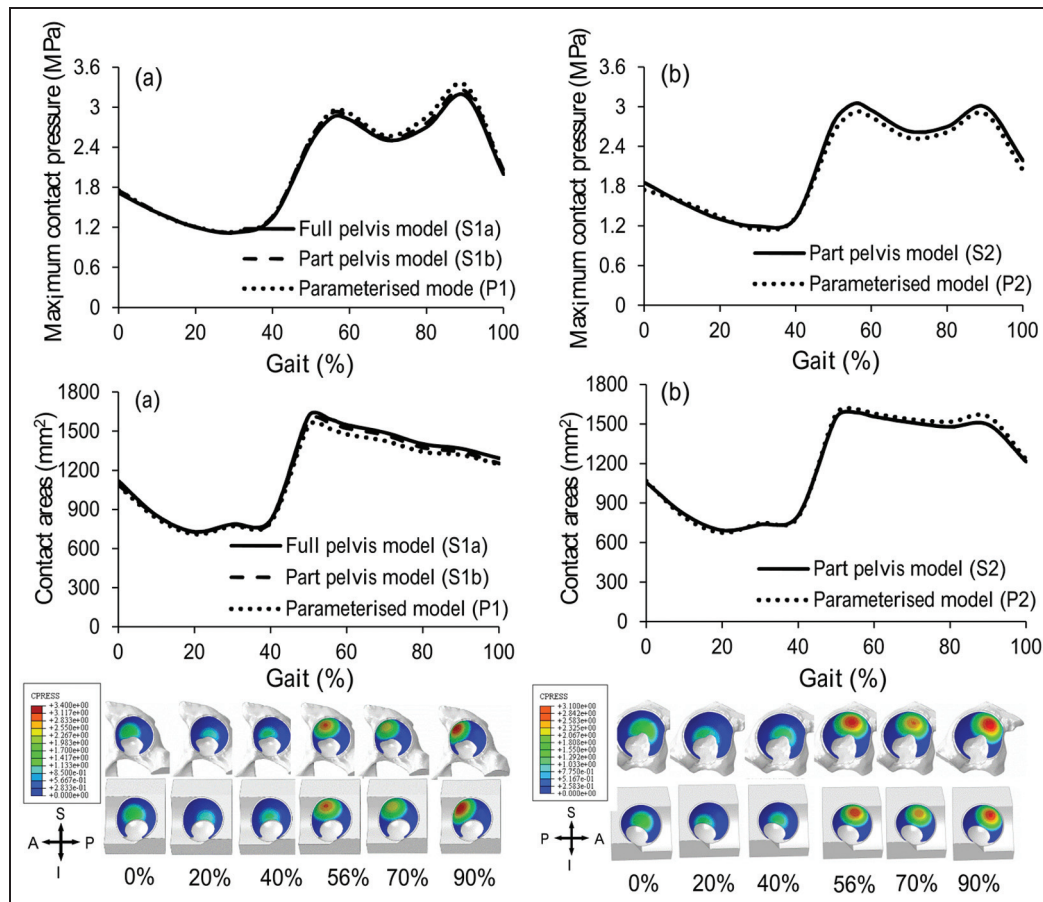 Maximum contact pressure (MPa)
3.6
3
2.4
1.8
1.2
0.6
0
(a)
Full pelvis model (S1a)
Part pelvis model (S1b)
Parameterised mode (P1)
0 20 40 60 80 100
Gait (%)
Maximum contact pressure (MPa)
3.6
3
2.4
1.8
1.2
0.6
0
(b)
Part pelvis model (S2)
Parameterised model (P2)
0 20 40 60 80 100
Gait (%)
Contact areas (mm²)
1800
1500
1200
900
600
300
0
(a)
Full pelvis model (S1a)
Part pelvis model (S1b)
Parameterised model (P1)
0 20 40 60 80 100
Gait (%)
Contact areas (mm²)
1800
1500
1200
900
600
300
0
(b)
Part pelvis model (S2)
Parameterised model (P2)
0 20 40 60 80 100
Gait (%)
CPRESS
+3.400e+00
+3.117e+00
+2.833e+00
+2.550e+00
+2.267e+00
+1.983e+00
+1.700e+00
+1.417e+00
+1.133e+00
+8.500e-01
+5.667e-01
+2.833e-01
+0.000e+00
S
A P
I
0% 20% 40% 56% 70% 90%
CPRESS
+3.100e+00
+2.842e+00
+2.583e+00
+2.325e+00
+2.067e+00
+1.808e+00
+1.550e+00
+1.292e+00
+1.033e+00
+7.750e-01
+5.167e-01
+2.583e-01
+0.000e+00
S
P A
I
0% 20% 40% 56% 70% 90%